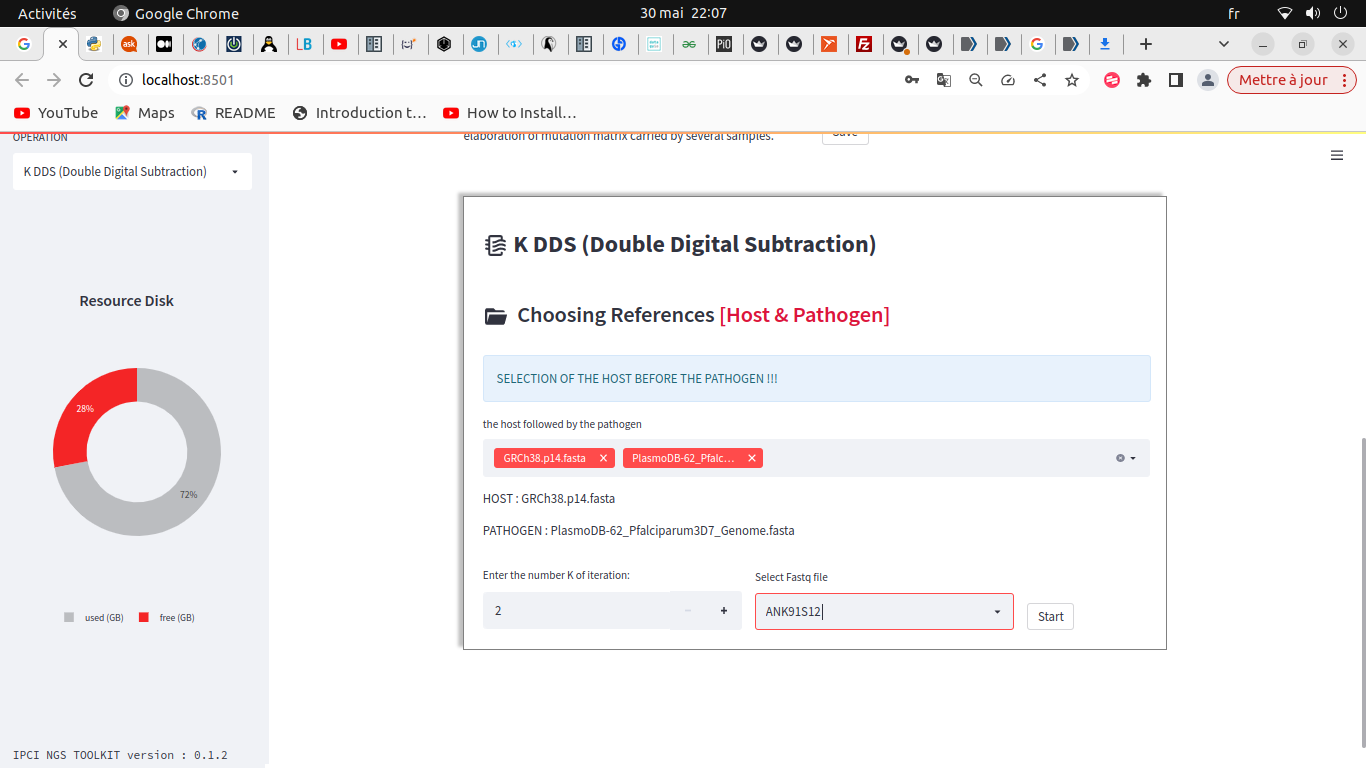 Activités
Google Chrome
30 mai 22:07
fr
localhost:8501
Mettre à jour
YouTube
Maps
README
Introduction t...
How to Install...
OPERATION
K DDS (Double Digital Subtraction)
Resource Disk
28%
72%
used (GB)
free (GB)
IPCI NGS TOOLKIT version : 0.1.2
elaboration of mutation matrix carried by several samples.
Save
K DDS (Double Digital Subtraction)
Choosing References [Host & Pathogen]
SELECTION OF THE HOST BEFORE THE PATHOGEN !!!
the host followed by the pathogen
GRCh38.p14.fasta
PlasmoDB-62_Pfalc...
HOST : GRCh38.p14.fasta
PATHOGEN : PlasmoDB-62_Pfalciparum3D7_Genome.fasta
Enter the number K of iteration:
Select Fastq file
2
ANK91S12
Start